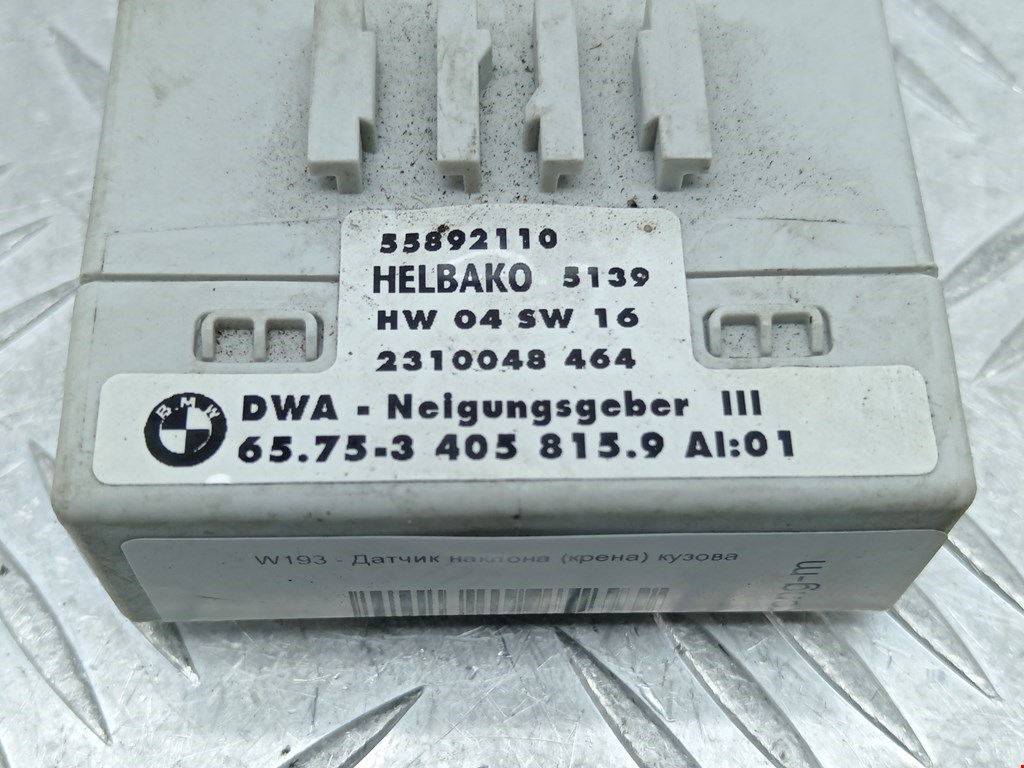 55892110
HELBAKO 5139
HW 04 SW 16
2310048 464
BMW
DWA - Neigungsgeber III
65.75-3 405 815.9 AI:01
W193 - Датчик наклона (крена) кузова